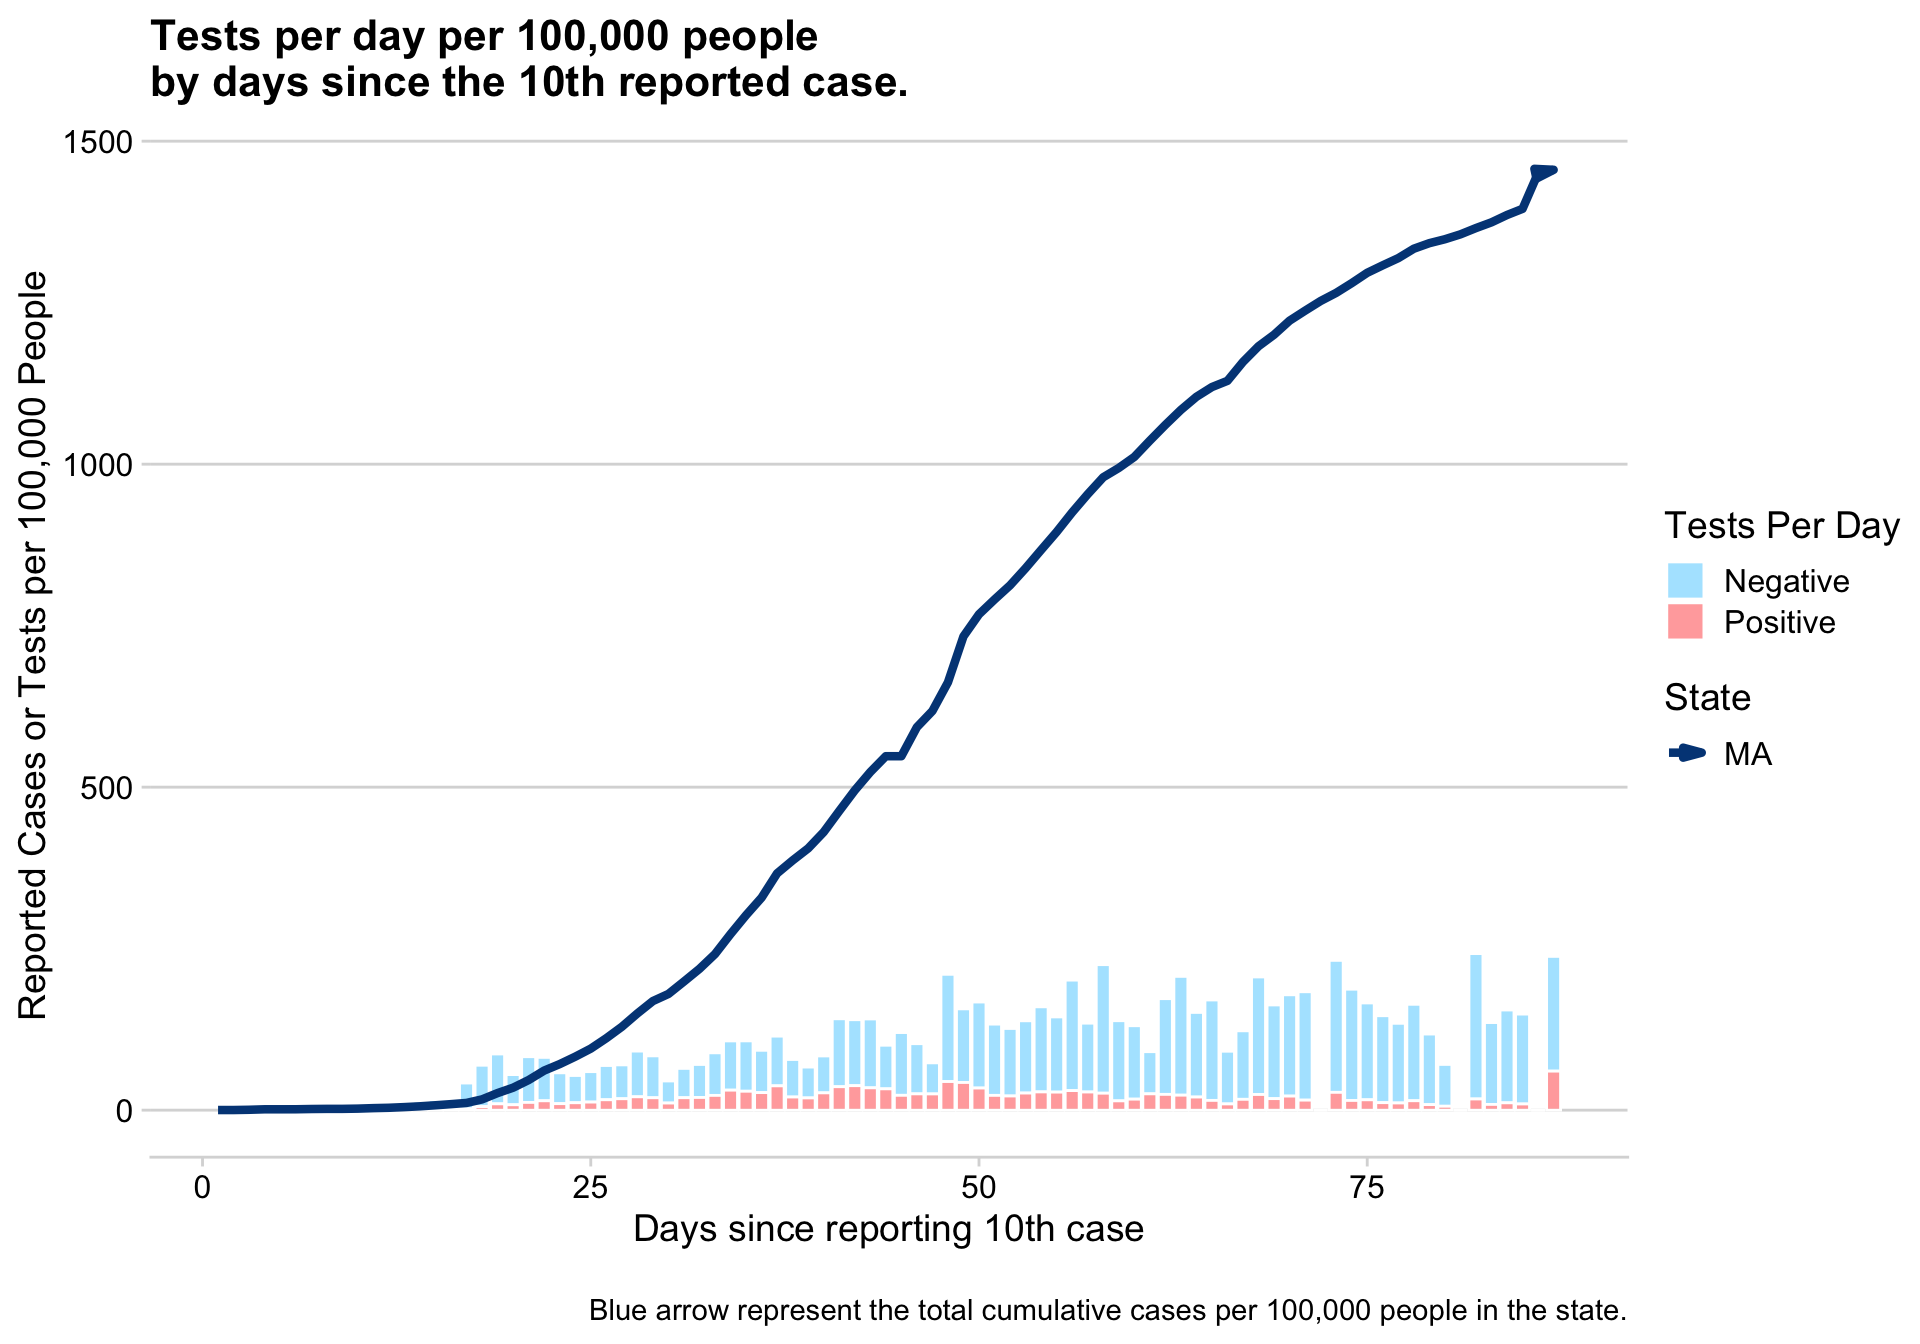 Tests per day per 100,000 people
by days since the 10th reported case.
Reported Cases or Tests per 100,000 People
1500
1000
500
0
0
25
50
75
Days since reporting 10th case
Tests Per Day
Negative
Positive
State
MA
Blue arrow represent the total cumulative cases per 100,000 people in the state.